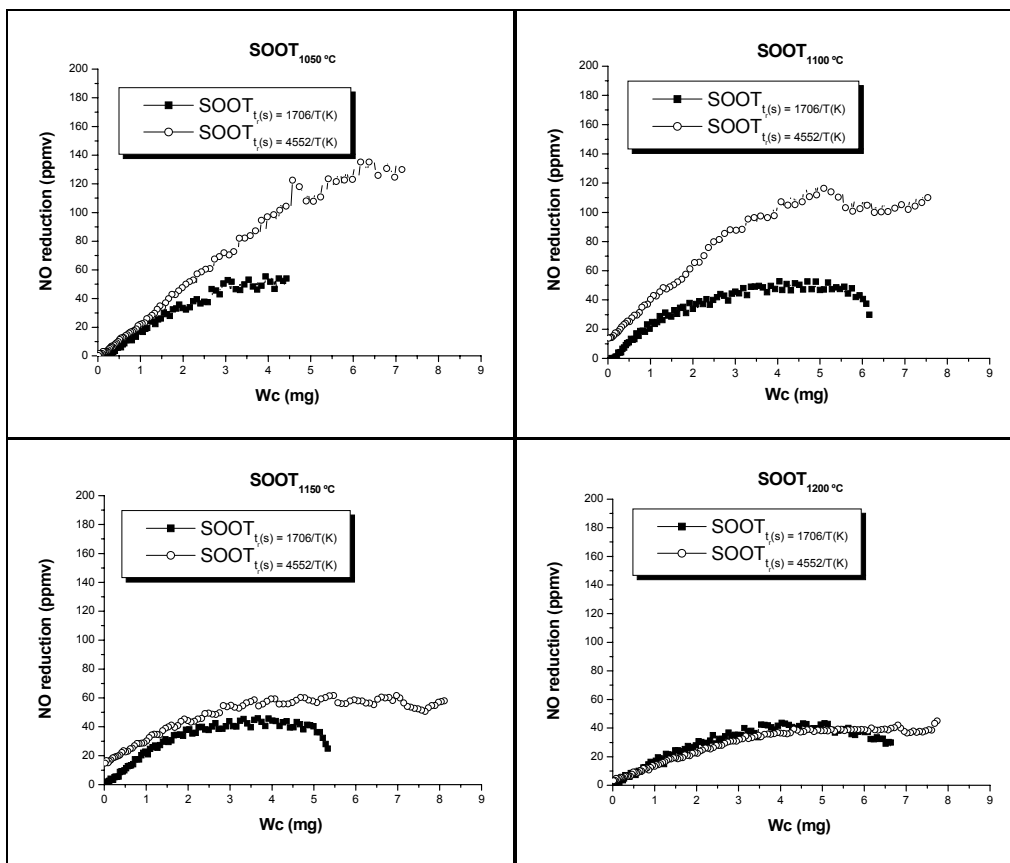 SOOT1050 ºC
NO reduction (ppmv)
200
180
160
140
120
100
80
60
40
20
0
SOOTtr(s) = 1706/T(K)
SOOTtr(s) = 4552/T(K)
0 1 2 3 4 5 6 7 8 9
Wc (mg)
SOOT1100 ºC
NO reduction (ppmv)
200
180
160
140
120
100
80
60
40
20
0
SOOTtr(s) = 1706/T(K)
SOOTtr(s) = 4552/T(K)
0 1 2 3 4 5 6 7 8 9
Wc (mg)
SOOT1150 ºC
NO reduction (ppmv)
200
180
160
140
120
100
80
60
40
20
0
SOOTtr(s) = 1706/T(K)
SOOTtr(s) = 4552/T(K)
0 1 2 3 4 5 6 7 8 9
Wc (mg)
SOOT1200 ºC
NO reduction (ppmv)
200
180
160
140
120
100
80
60
40
20
0
SOOTtr(s) = 1706/T(K)
SOOTtr(s) = 4552/T(K)
0 1 2 3 4 5 6 7 8 9
Wc (mg)